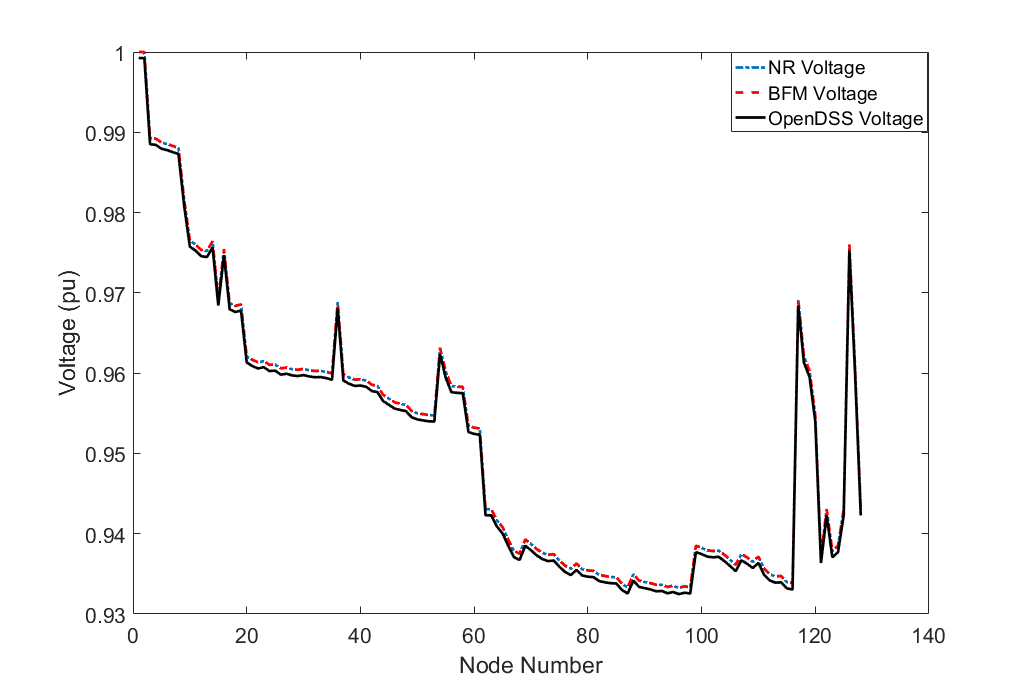 1
0.99
0.98
0.97
0.96
0.95
0.94
0.93
Voltage (pu)
NR Voltage
BFM Voltage
OpenDSS Voltage
0 20 40 60 80 100 120 140
Node Number